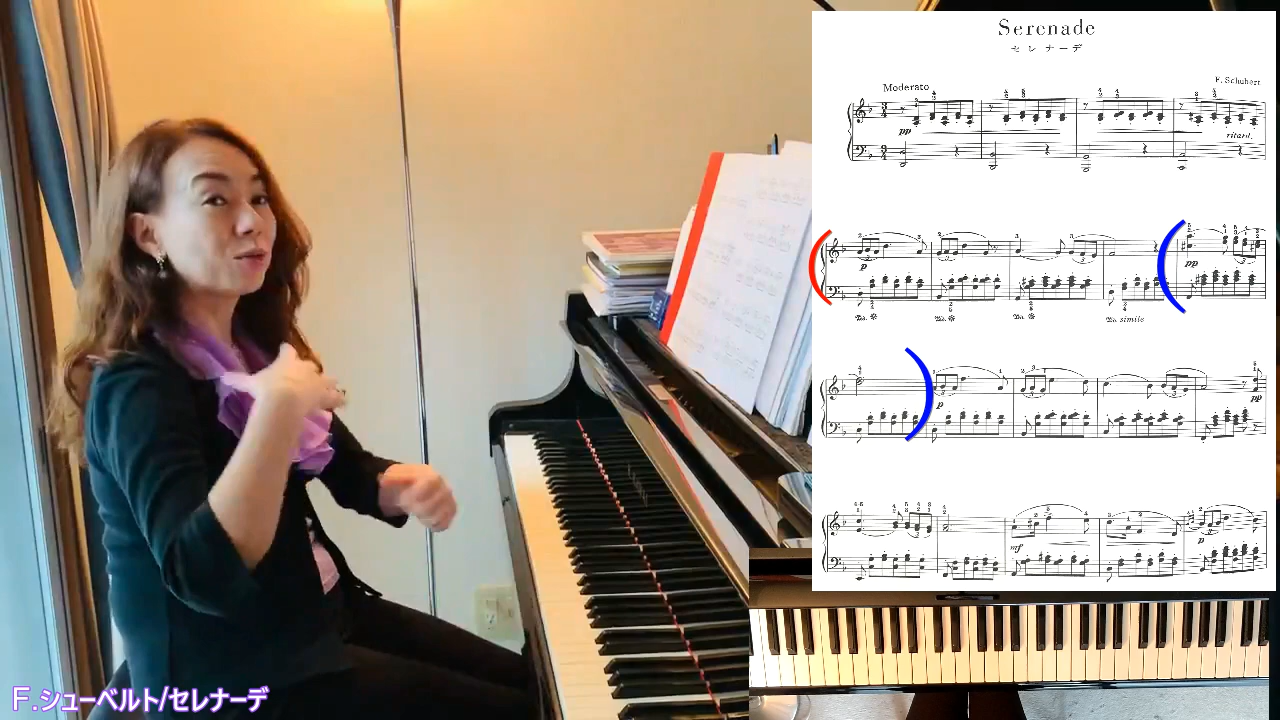 Serenade
セレナーデ
F. Schubert
Moderato
pp
ritard.
p
pp
simile
p
pp
mf
p
F.シューベルト/セレナーデ